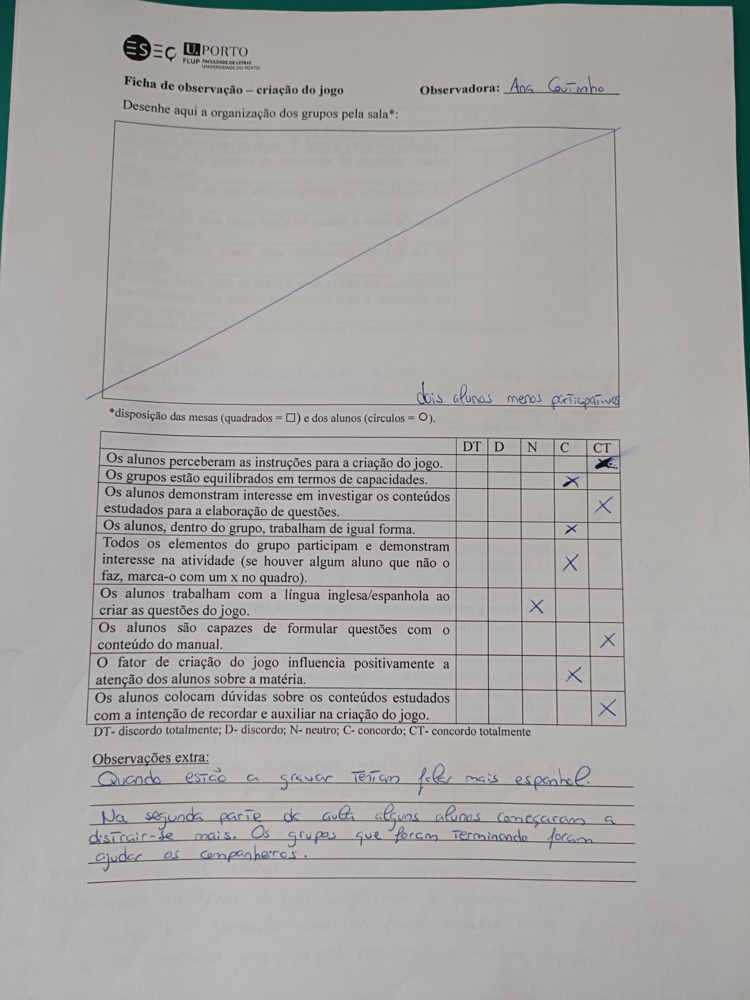 ESEÇ U.PORTO
FLUP FACULDADE DE LETRAS
UNIVERSIDADE DO PORTO
Ficha de observação – criação do jogo Observadora: Ana Coutinho
Desenhe aqui a organização dos grupos pela sala*:
dois alunos menos participativos
*disposição das mesas (quadrados = □) e dos alunos (círculos = ○).
DT D N C CT
Os alunos perceberam as instruções para a criação do jogo. X
Os grupos estão equilibrados em termos de capacidades. X
Os alunos demonstram interesse em investigar os conteúdos
estudados para a elaboração de questões. X
Os alunos, dentro do grupo, trabalham de igual forma. X
Todos os elementos do grupo participam e demonstram
interesse na atividade (se houver algum aluno que não o X
faz, marca-o com um x no quadro).
Os alunos trabalham com a língua inglesa/espanhola ao
criar as questões do jogo. X
Os alunos são capazes de formular questões com o
conteúdo do manual. X
O fator de criação do jogo influencia positivamente a
atenção dos alunos sobre a matéria. X
Os alunos colocam dúvidas sobre os conteúdos estudados
com a intenção de recordar e auxiliar na criação do jogo. X
DT- discordo totalmente; D- discordo; N- neutro; C- concordo; CT- concordo totalmente
Observações extra:
Quando estão a gravar tentam falar mais espanhol.
Na segunda parte da aula alguns alunos começaram a
distrair-se mais. Os grupos que foram terminando foram
ajudar os companheiros.